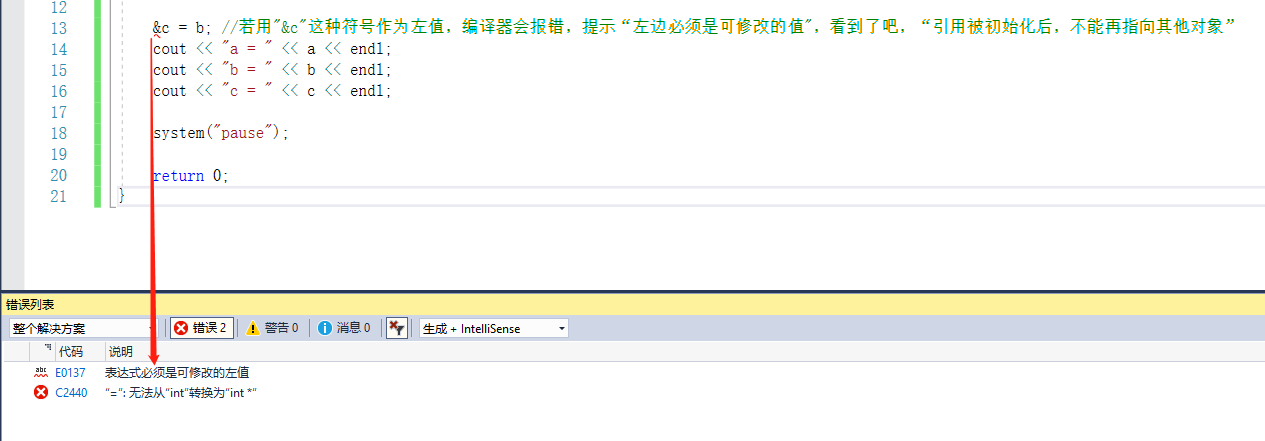 12
13 &c = b; //若用"&c"这种符号作为左值，编译器会报错，提示“左边必须是可修改的值"，看到了吧，“引用被初始化后，不能再指向其他对象”
14 cout << "a = " << a << endl;
15 cout << "b = " << b << endl;
16 cout << "c = " << c << endl;
17
18 system("pause");
19
20 return 0;
21 }
错误列表
整个解决方案 错误 2 警告 0 消息 0 生成 + IntelliSense
代码 说明
abc E0137 表达式必须是可修改的左值
C2440 “=”: 无法从“int”转换为“int *”